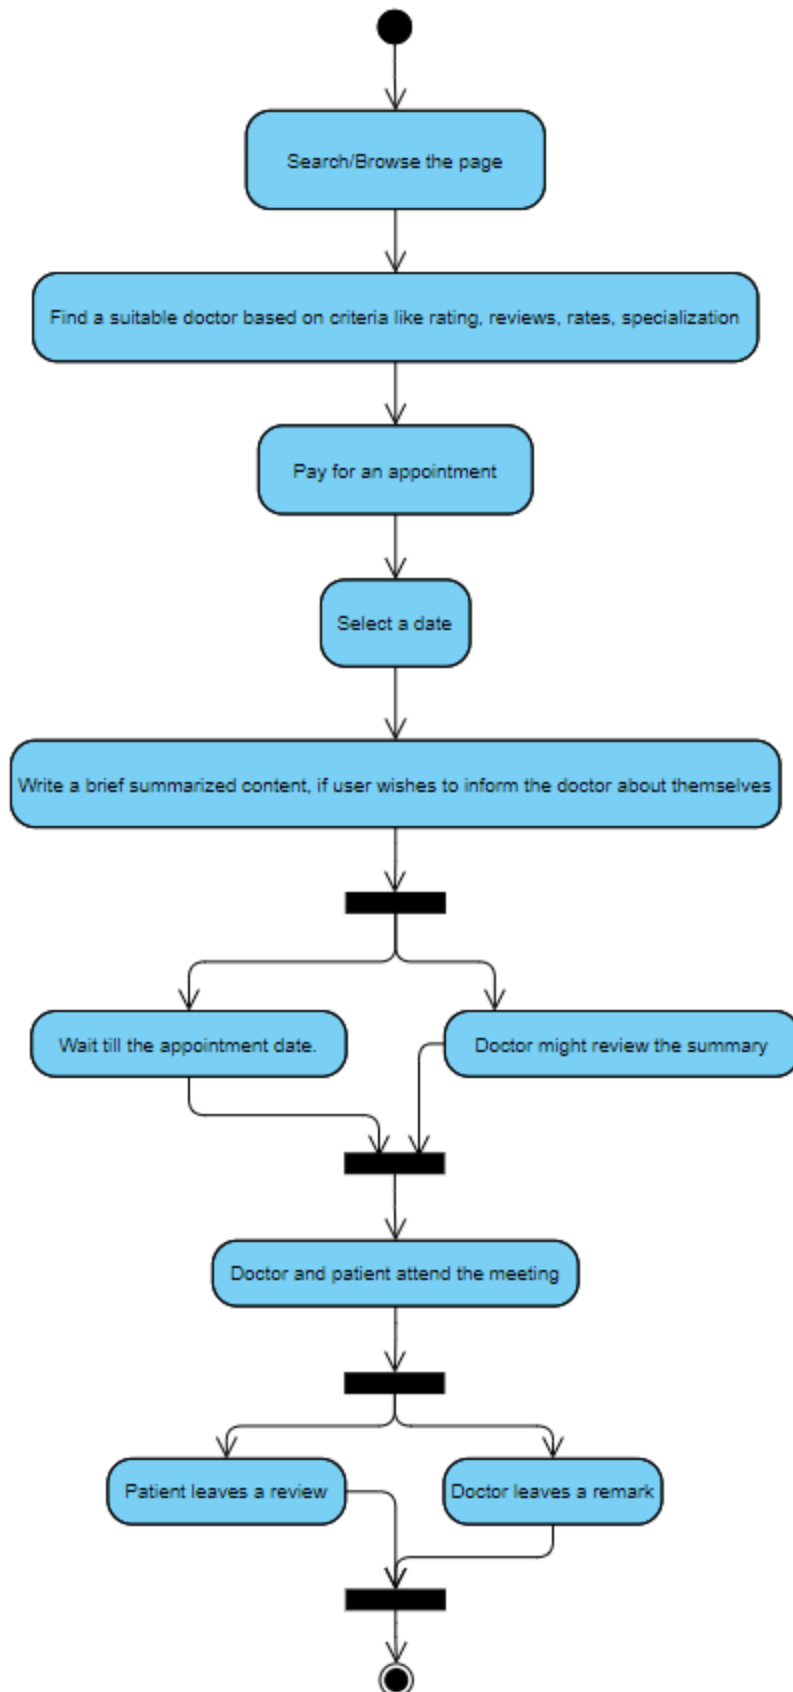 Search/Browse the page
Find a suitable doctor based on criteria like rating, reviews, rates, specialization
Pay for an appointment
Select a date
Write a brief summarized content, if user wishes to inform the doctor about themselves
Wait till the appointment date.
Doctor might review the summary
Doctor and patient attend the meeting
Patient leaves a review
Doctor leaves a remark